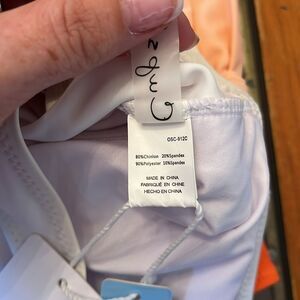 OSC-912C
80%Chinlon 20%Spandex
90%Polyester 10%Spandex
MADE IN CHINA
FABRIQUÉ EN CHINE
HECHO EN CHINA